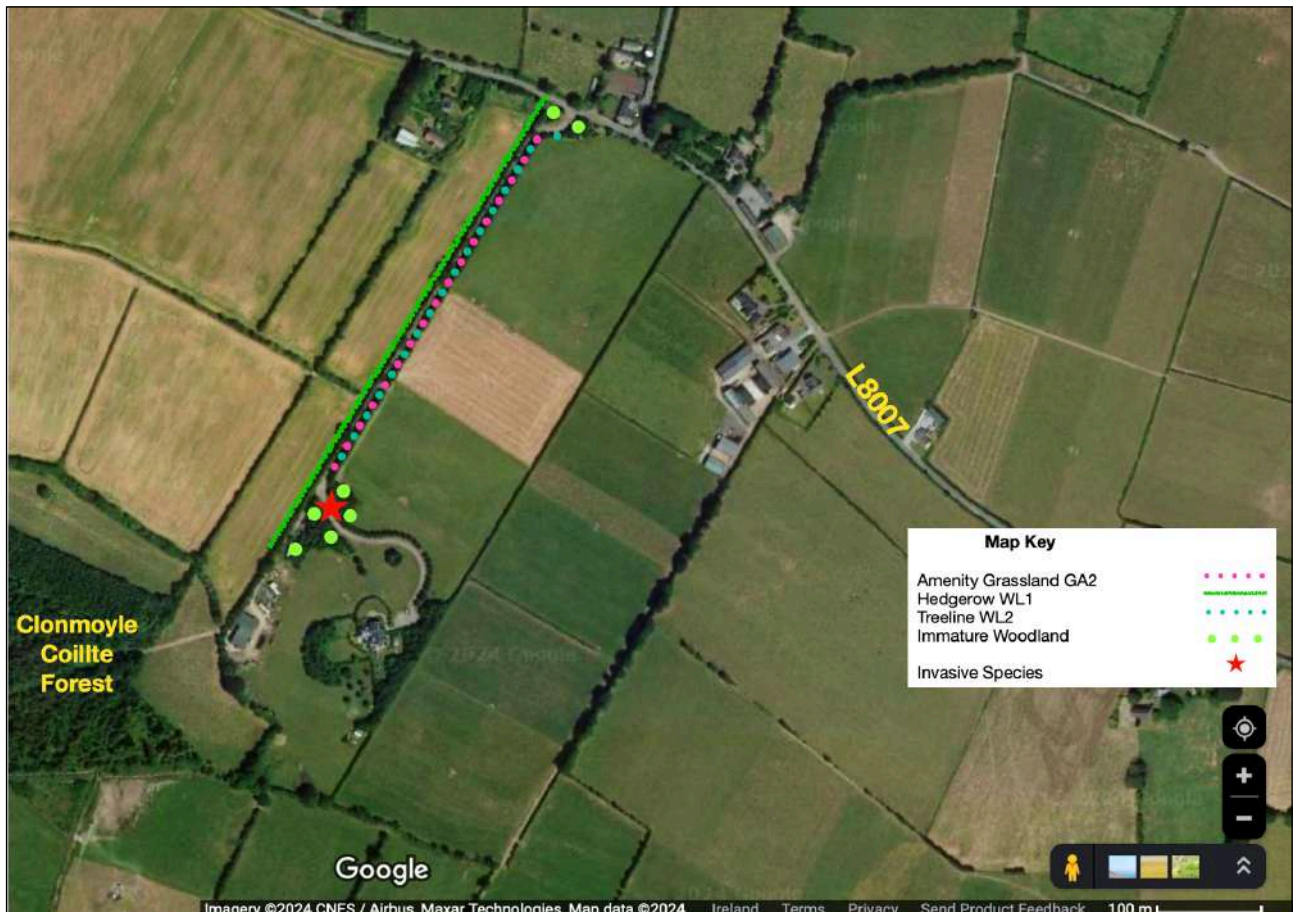 L8007
Map Key
Amenity Grassland GA2
Hedgerow WL1
Treeline WL2
Immature Woodland
Invasive Species
Clonmoyle
Coillte
Forest
Google
Imagery ©2024 CNES / Airbus, Maxar Technologies, Map data ©2024 Ireland Terms Privacy Send Product Feedback 100 m